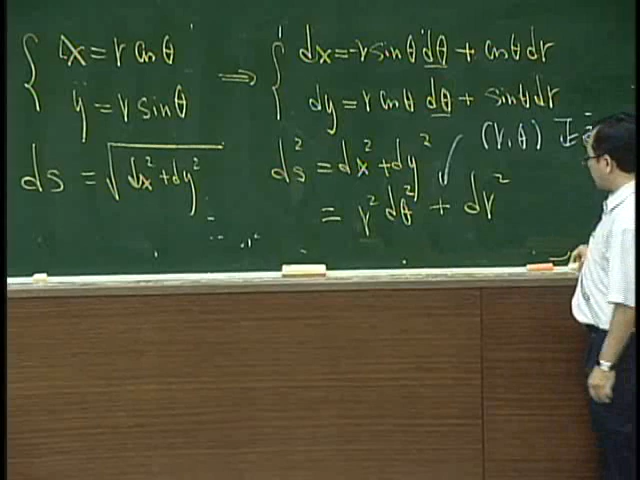 x = r cos θ
y = r sin θ
ds = √dx² + dy²
⇒
dx = -r sin θ dθ + cos θ dr
dy = r cos θ dθ + sin θ dr
(r, θ) 正
ds² = dx² + dy²
= r² dθ² + dr²